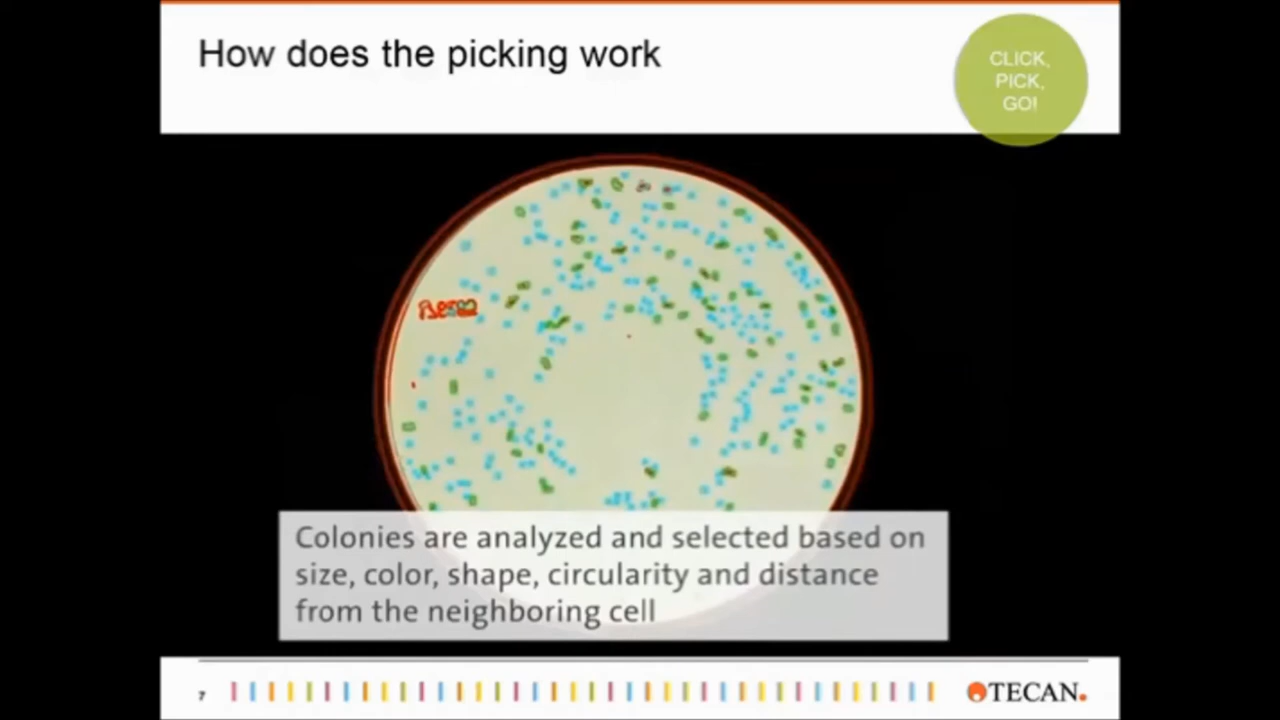 How does the picking work
CLICK,
PICK,
GO!
Colonies are analyzed and selected based on
size, color, shape, circularity and distance
from the neighboring cell
7
TECAN.